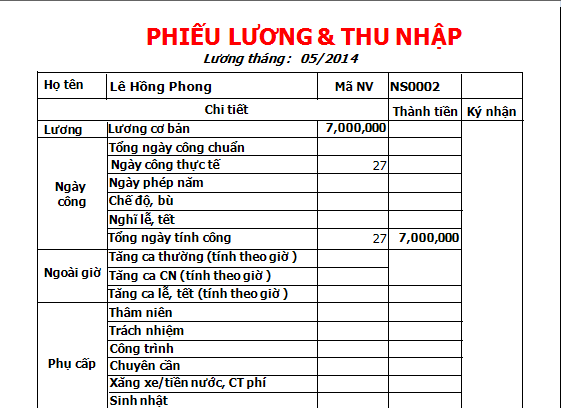 PHIẾU LƯƠNG & THU NHẬP
Lương tháng : 05/2014
Họ tên Lê Hồng Phong Mã NV NS0002
Chi tiết Thành tiền Ký nhận
Lương Lương cơ bản 7,000,000
Ngày công
Tổng ngày công chuẩn
Ngày công thực tế 27
Ngày phép năm
Chế độ, bù
Nghĩ lễ, tết
Tổng ngày tính công 27 7,000,000
Ngoài giờ
Tăng ca thường (tính theo giờ )
Tăng ca CN (tính theo giờ )
Tăng ca lễ, tết (tính theo giờ )
Phụ cấp
Thâm niên
Trách nhiệm
Công trình
Chuyên cần
Xăng xe/tiền nước, CT phí
Sinh nhật